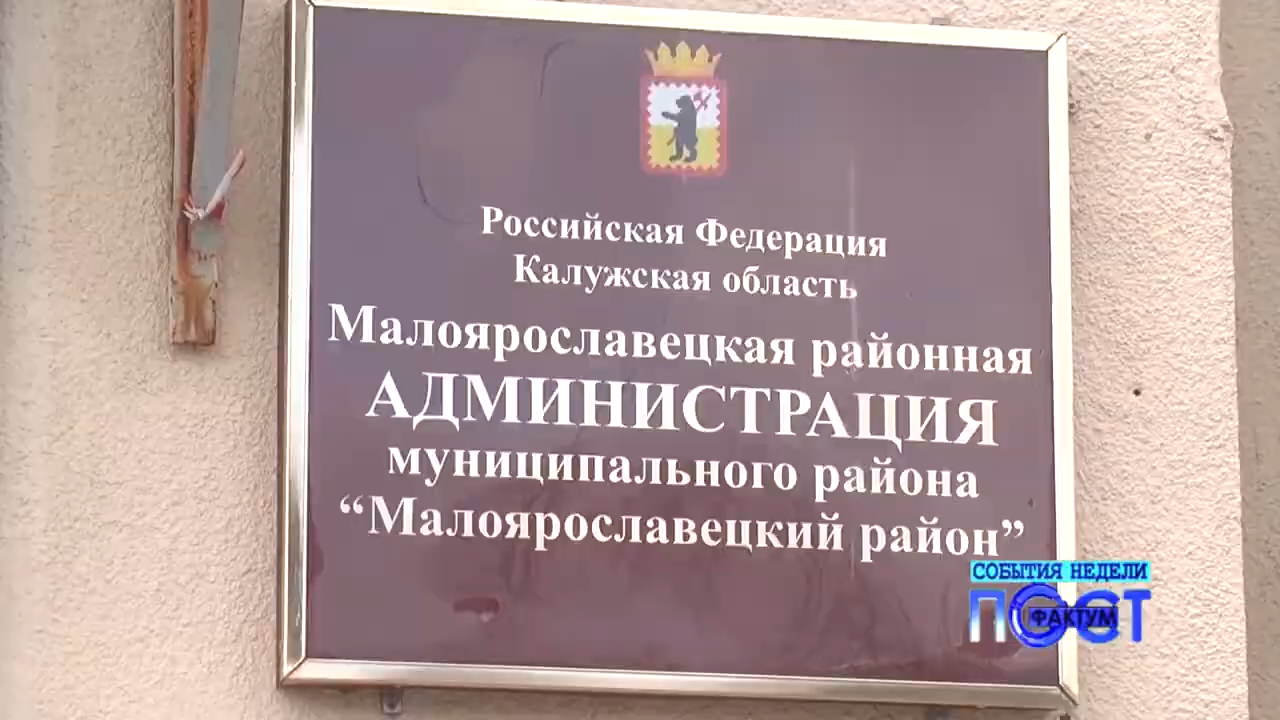 Российская Федерация
Калужская область
Малоярославецкая районная
АДМИНИСТРАЦИЯ
муниципального района
“Малоярославецкий район”
СОБЫТИЯ НЕДЕЛИ
ПОСТ
ФАКТУМ